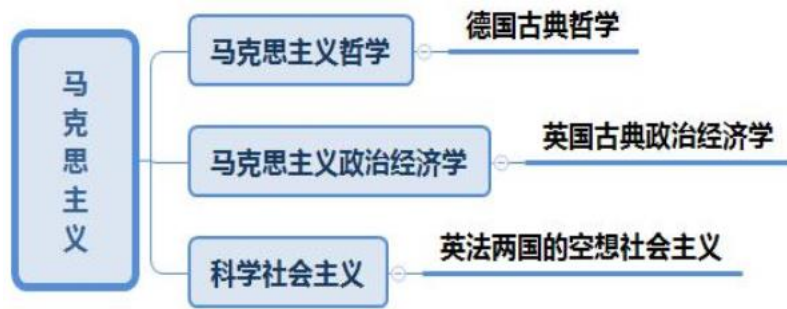 马克思主义
马克思主义哲学
德国古典哲学
马克思主义政治经济学
英国古典政治经济学
科学社会主义
英法两国的空想社会主义